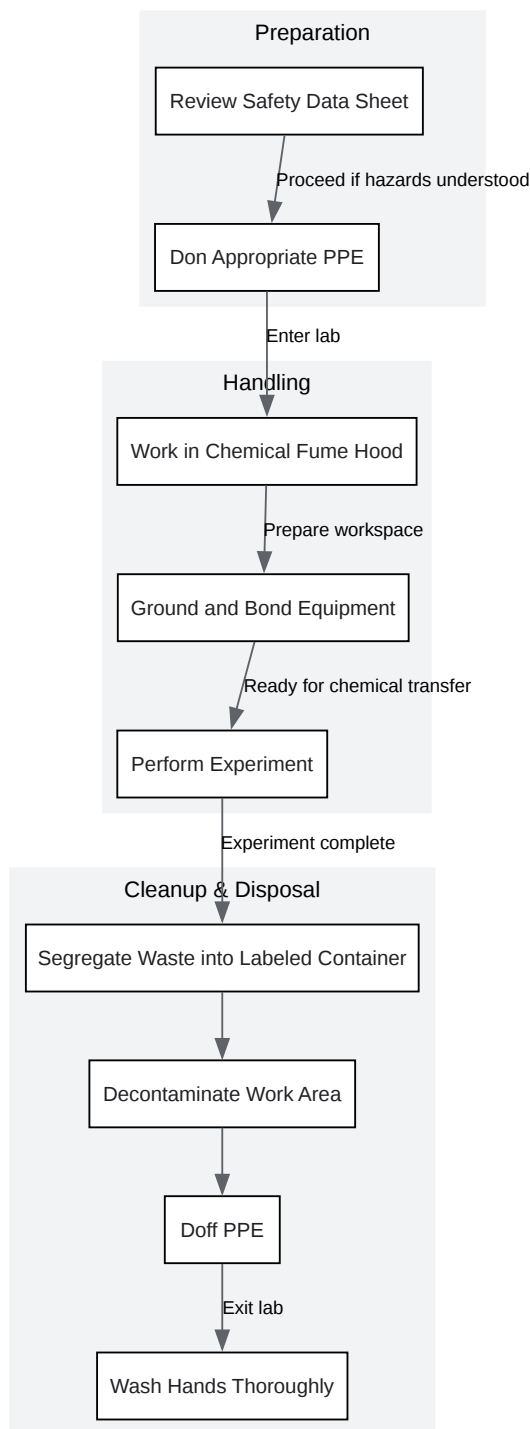 Preparation
Review Safety Data Sheet
Proceed if hazards understood
Don Appropriate PPE
Enter lab
Handling
Work in Chemical Fume Hood
Prepare workspace
Ground and Bond Equipment
Ready for chemical transfer
Perform Experiment
Experiment complete
Cleanup & Disposal
Segregate Waste into Labeled Container
Decontaminate Work Area
Doff PPE
Exit lab
Wash Hands Thoroughly